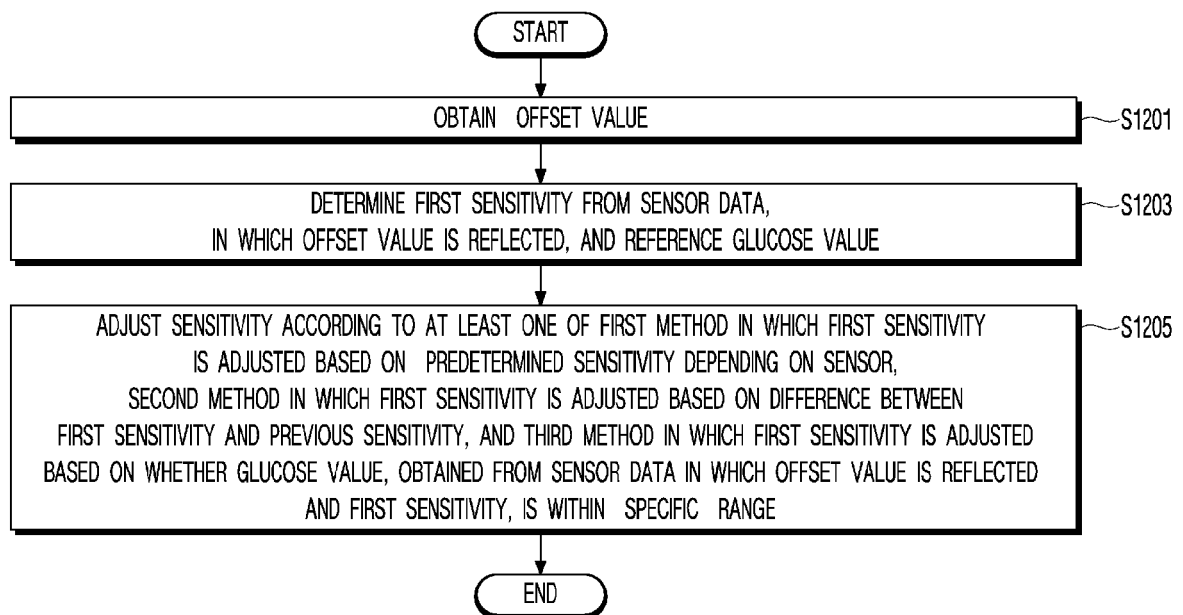 START
OBTAIN OFFSET VALUE
S1201
DETERMINE FIRST SENSITIVITY FROM SENSOR DATA,
IN WHICH OFFSET VALUE IS REFLECTED, AND REFERENCE GLUCOSE VALUE
S1203
ADJUST SENSITIVITY ACCORDING TO AT LEAST ONE OF FIRST METHOD IN WHICH FIRST SENSITIVITY
IS ADJUSTED BASED ON PREDETERMINED SENSITIVITY DEPENDING ON SENSOR,
SECOND METHOD IN WHICH FIRST SENSITIVITY IS ADJUSTED BASED ON DIFFERENCE BETWEEN
FIRST SENSITIVITY AND PREVIOUS SENSITIVITY, AND THIRD METHOD IN WHICH FIRST SENSITIVITY IS ADJUSTED
BASED ON WHETHER GLUCOSE VALUE, OBTAINED FROM SENSOR DATA IN WHICH OFFSET VALUE IS REFLECTED
AND FIRST SENSITIVITY, IS WITHIN SPECIFIC RANGE
S1205
END